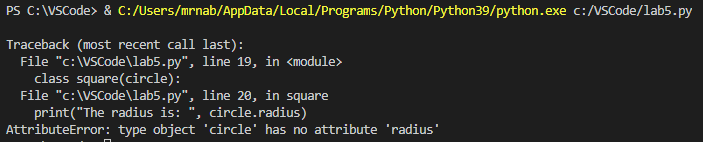 PS C:\VSCode> & C:/Users/mrnab/AppData/Local/Programs/Python/Python39/python.exe c:/VSCode/lab5.py
Traceback (most recent call last):
  File "c:\VSCode\lab5.py", line 19, in <module>
    class square(circle):
  File "c:\VSCode\lab5.py", line 20, in square
    print("The radius is: ", circle.radius)
AttributeError: type object 'circle' has no attribute 'radius'